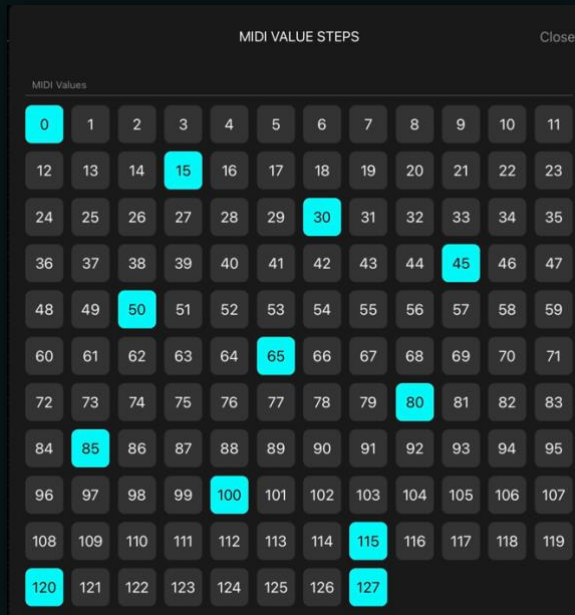 MIDI VALUE STEPS Close
MIDI Values
0 1 2 3 4 5 6 7 8 9 10 11
12 13 14 15 16 17 18 19 20 21 22 23
24 25 26 27 28 29 30 31 32 33 34 35
36 37 38 39 40 41 42 43 44 45 46 47
48 49 50 51 52 53 54 55 56 57 58 59
60 61 62 63 64 65 66 67 68 69 70 71
72 73 74 75 76 77 78 79 80 81 82 83
84 85 86 87 88 89 90 91 92 93 94 95
96 97 98 99 100 101 102 103 104 105 106 107
108 109 110 111 112 113 114 115 116 117 118 119
120 121 122 123 124 125 126 127